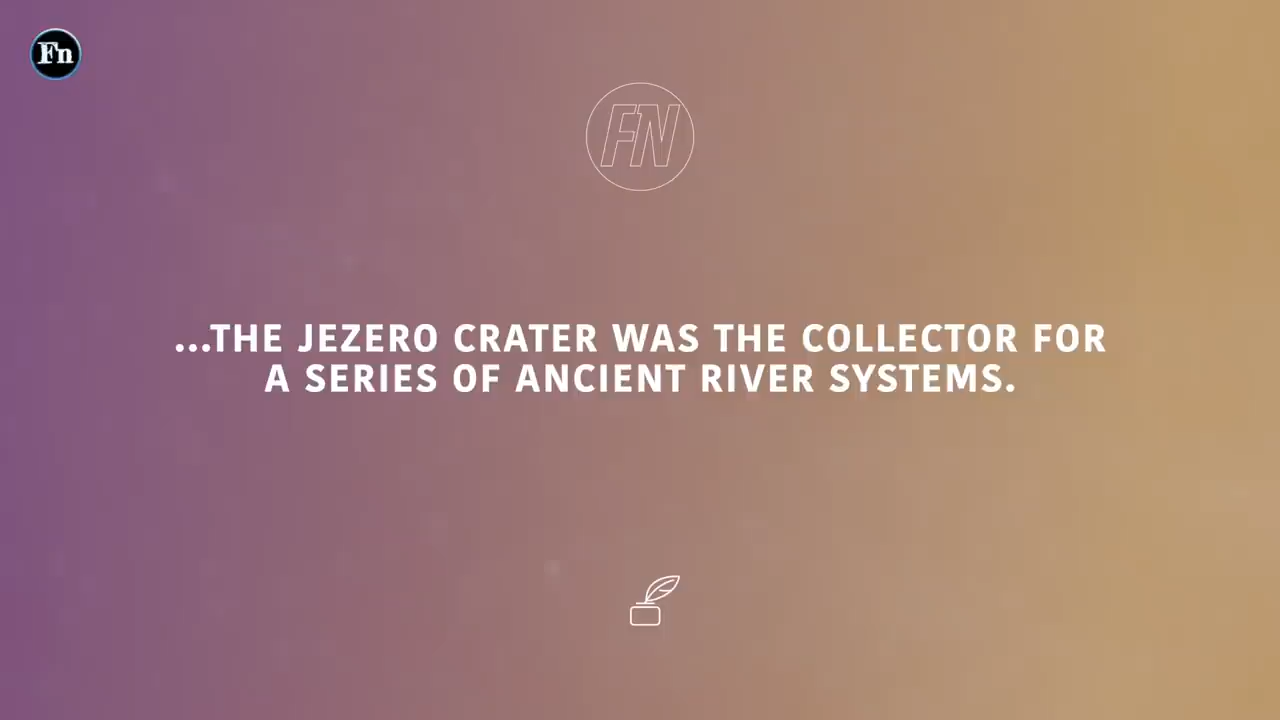 Fn
FN
...THE JEZERO CRATER WAS THE COLLECTOR FOR
A SERIES OF ANCIENT RIVER SYSTEMS.